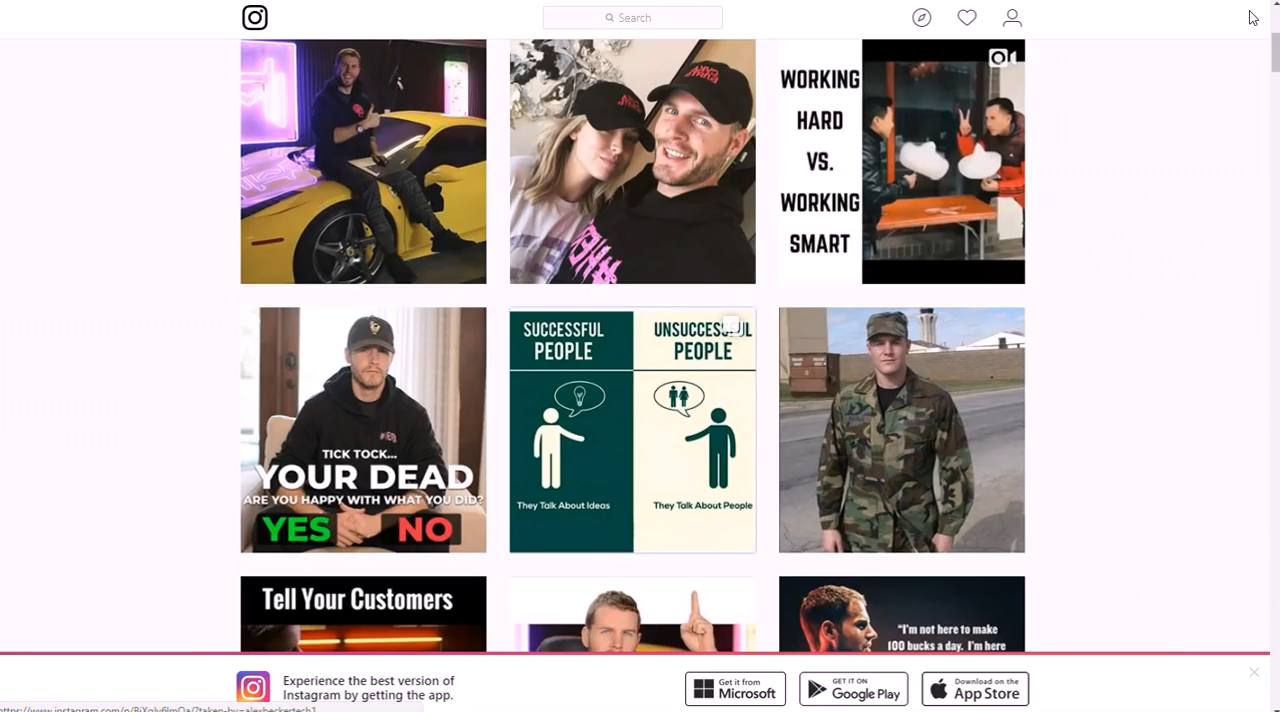 Search
WORKING
HARD
VS.
WORKING
SMART
TICK TOCK...
YOUR DEAD
ARE YOU HAPPY WITH WHAT YOU DID?
YES NO
SUCCESSFUL
PEOPLE
They Talk About Ideas
UNSUCCESSFUL
PEOPLE
They Talk About People
Tell Your Customers
"I'm not here to make
100 bucks a day. I'm here
Experience the best version of
Instagram by getting the app.
Get it from
Microsoft
GET IT ON
Google Play
Download on the
App Store